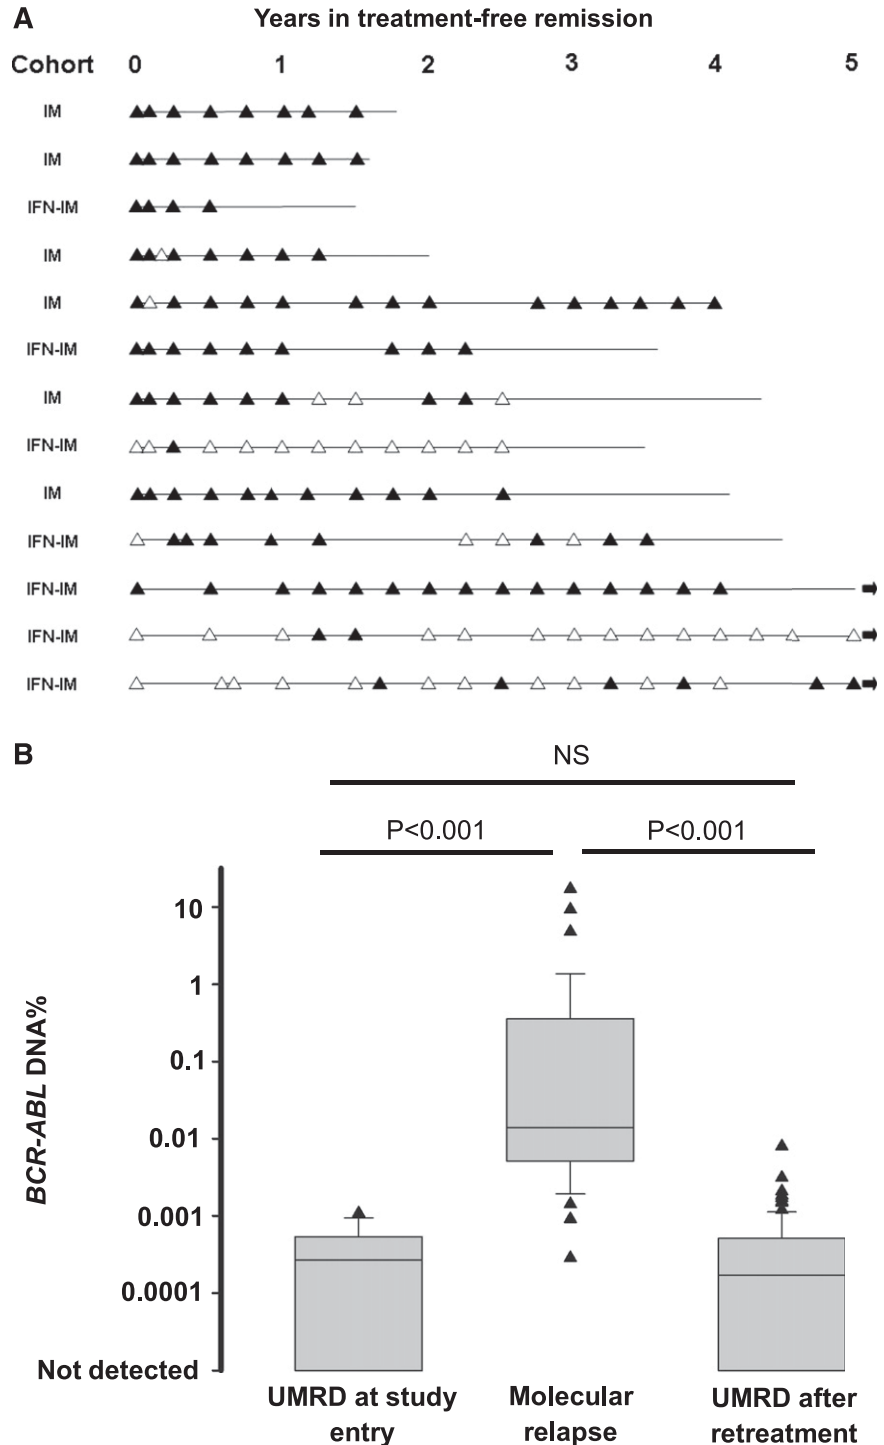 A
Years in treatment-free remission
Cohort 0 1 2 3 4 5
IM
IM
IFN-IM
IM
IM
IFN-IM
IM
IFN-IM
IM
IFN-IM
IFN-IM
IFN-IM
IFN-IM
B
NS
P<0.001 P<0.001
BCR-ABL DNA%
10
1
0.1
0.01
0.001
0.0001
Not detected
UMRD at study
entry
Molecular
relapse
UMRD after
retreatment